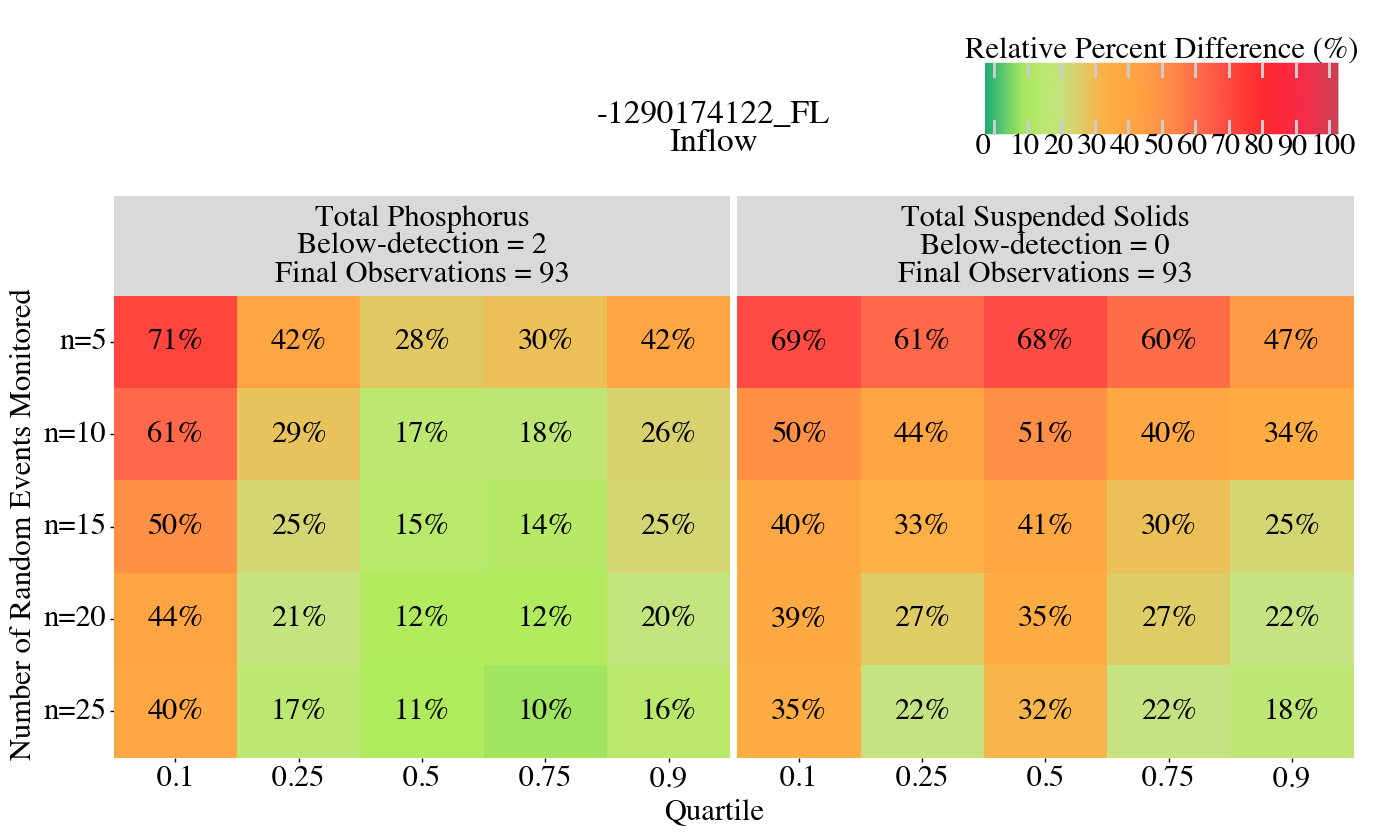 Relative Percent Difference (%)
0 10 20 30 40 50 60 70 80 90 100
-1290174122_FL
Inflow
Total Phosphorus
Below-detection = 2
Final Observations = 93
Total Suspended Solids
Below-detection = 0
Final Observations = 93
Number of Random Events Monitored
n=5 71% 42% 28% 30% 42% 69% 61% 68% 60% 47%
n=10 61% 29% 17% 18% 26% 50% 44% 51% 40% 34%
n=15 50% 25% 15% 14% 25% 40% 33% 41% 30% 25%
n=20 44% 21% 12% 12% 20% 39% 27% 35% 27% 22%
n=25 40% 17% 11% 10% 16% 35% 22% 32% 22% 18%
0.1 0.25 0.5 0.75 0.9 0.1 0.25 0.5 0.75 0.9
Quartile